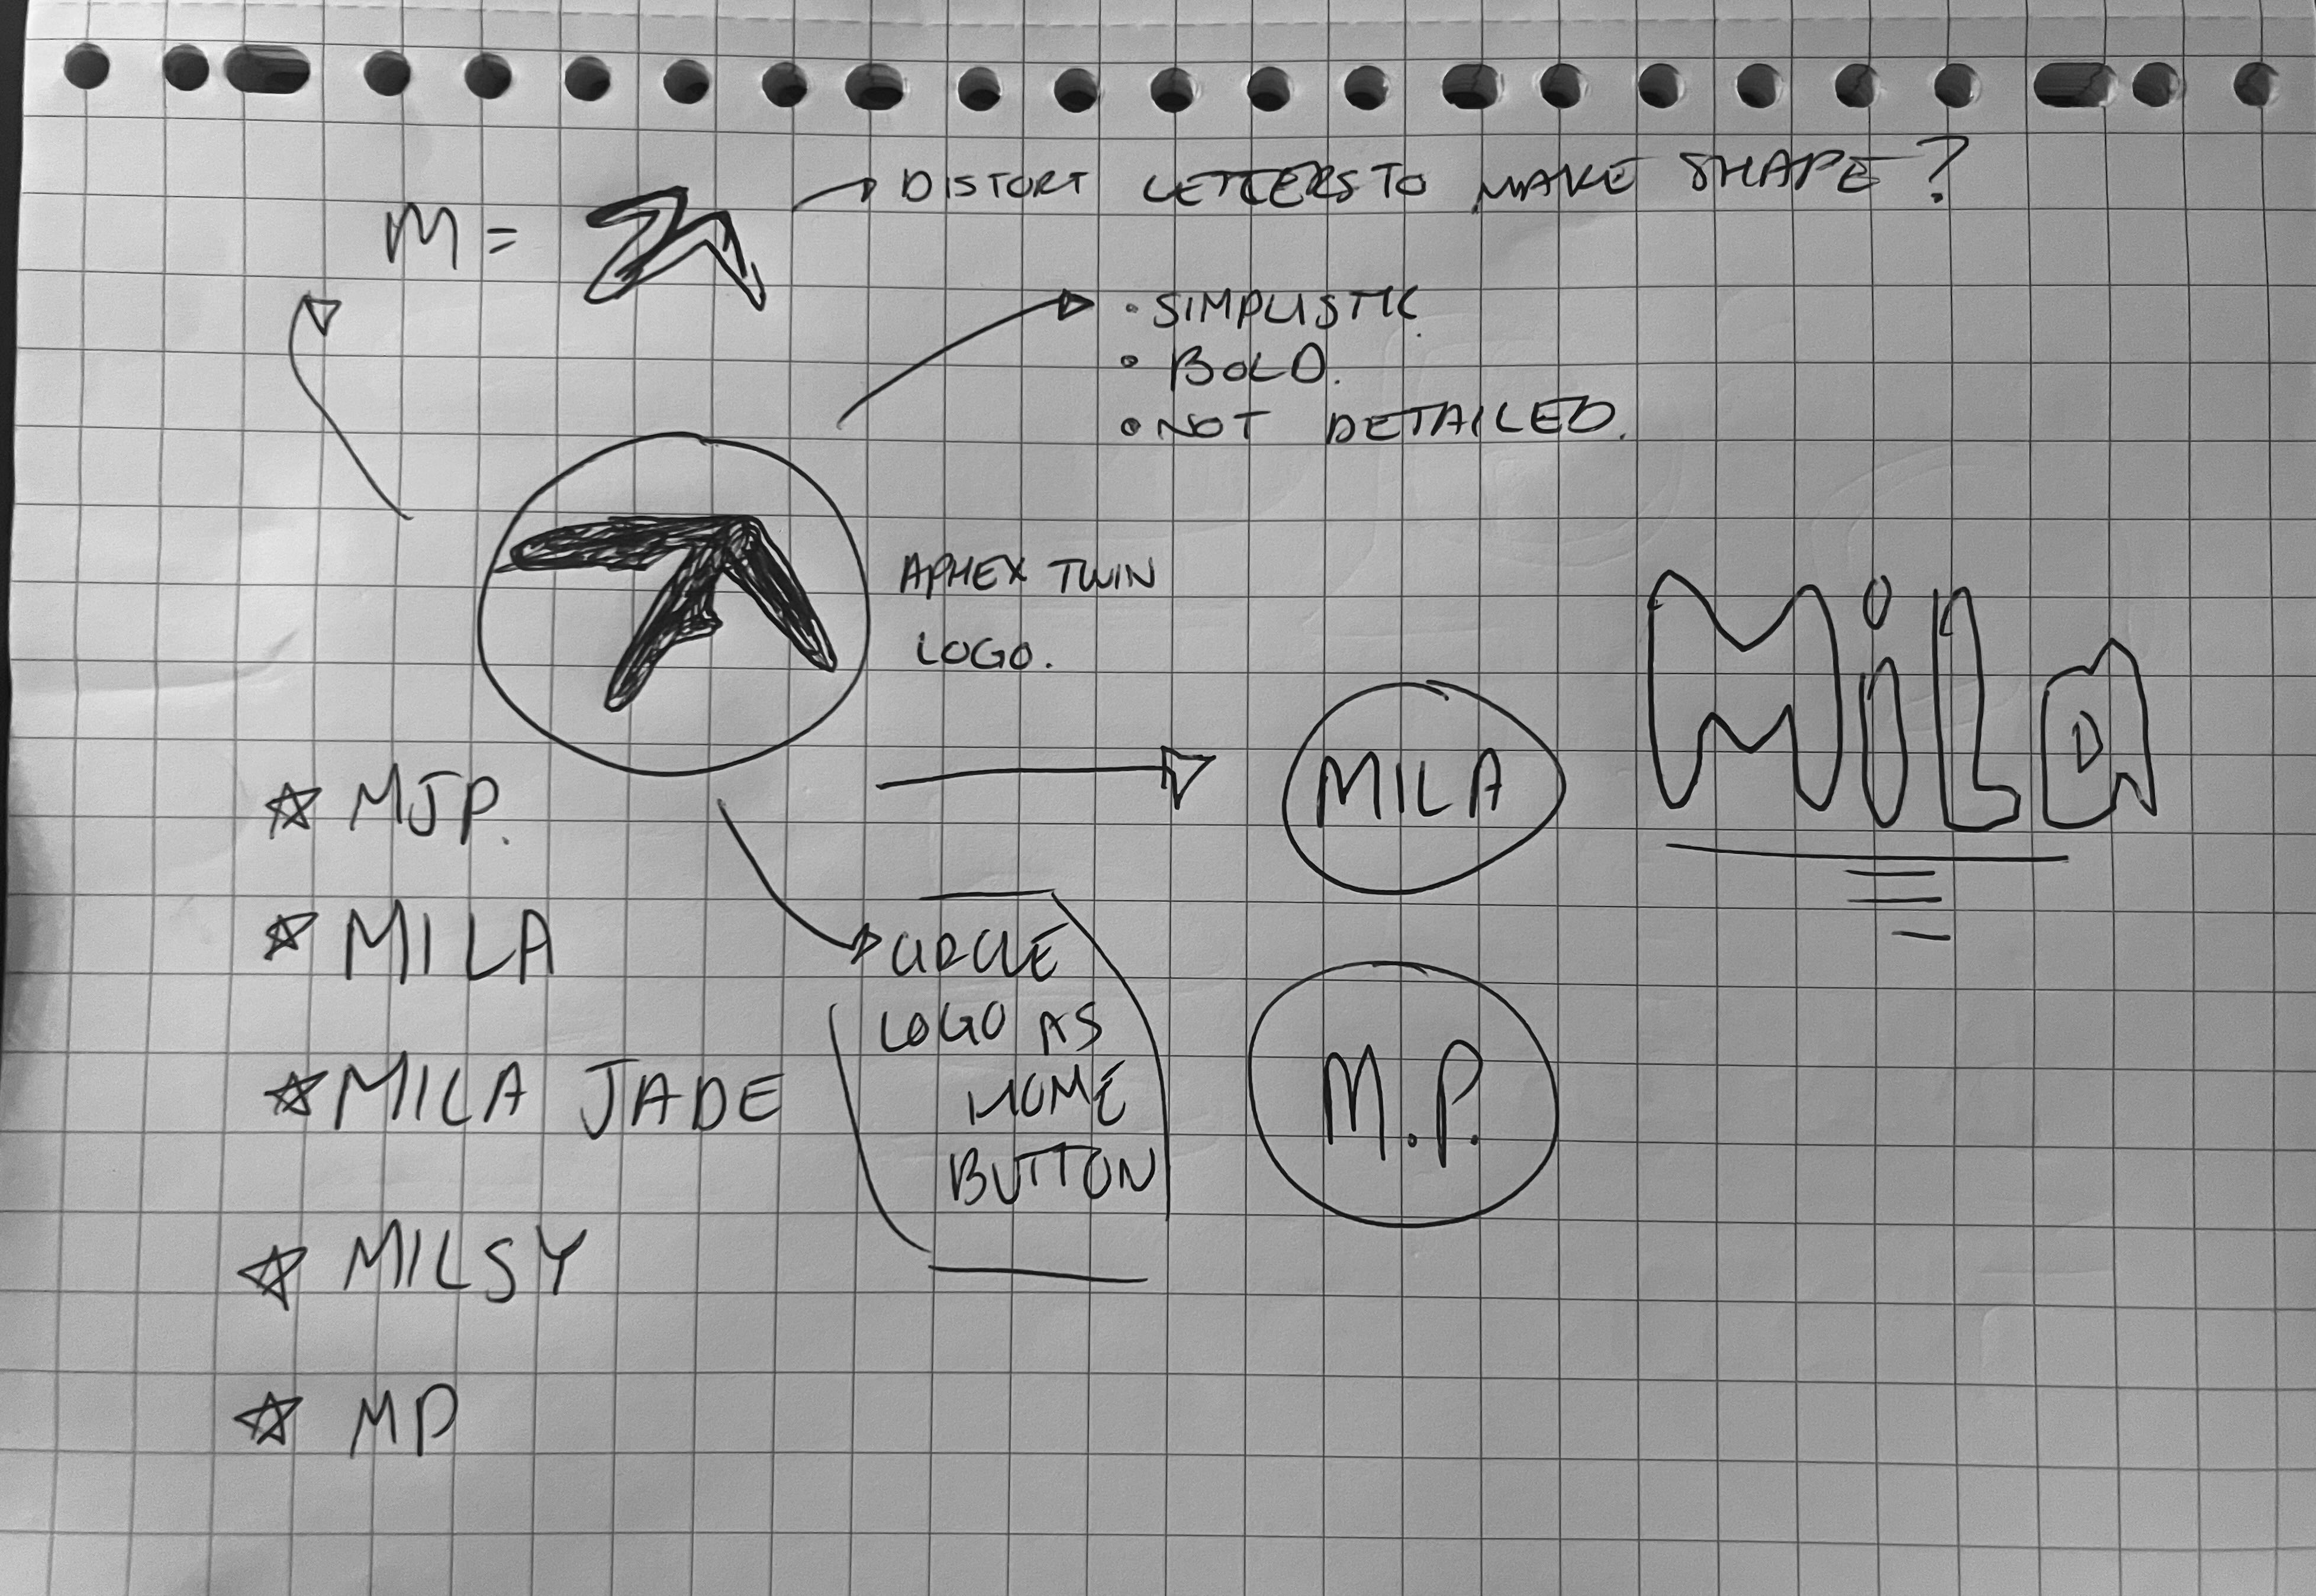 M = 
DISTORT LETTERS TO MAKE SHAPE?
• SIMPLISTIC.
• BOLD.
• NOT DETAILED.
APHEX TWIN
LOGO.
MILA
MiLa
☆ MJP.
☆ MILA
☆ MILA JADE
☆ MILSY
☆ MP
CIRCLE
LOGO AS
HOME
BUTTON
M.P.